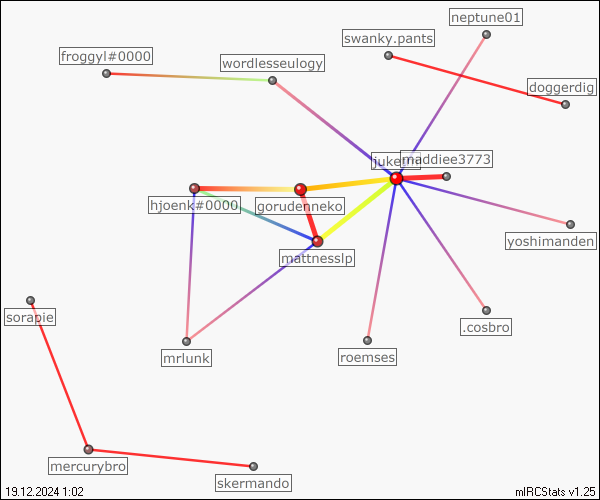 neptune01
swanky.pants
froggyl#0000
wordlesseulogy
doggerdig
maddiee3773
hjoenk#0000
gorudenneko
yoshimanden
mattnesslp
sorapie
.cosbro
mrlunk
roemses
mercurybro
skermando
19.12.2024 1:02
mIRCStats v1.25